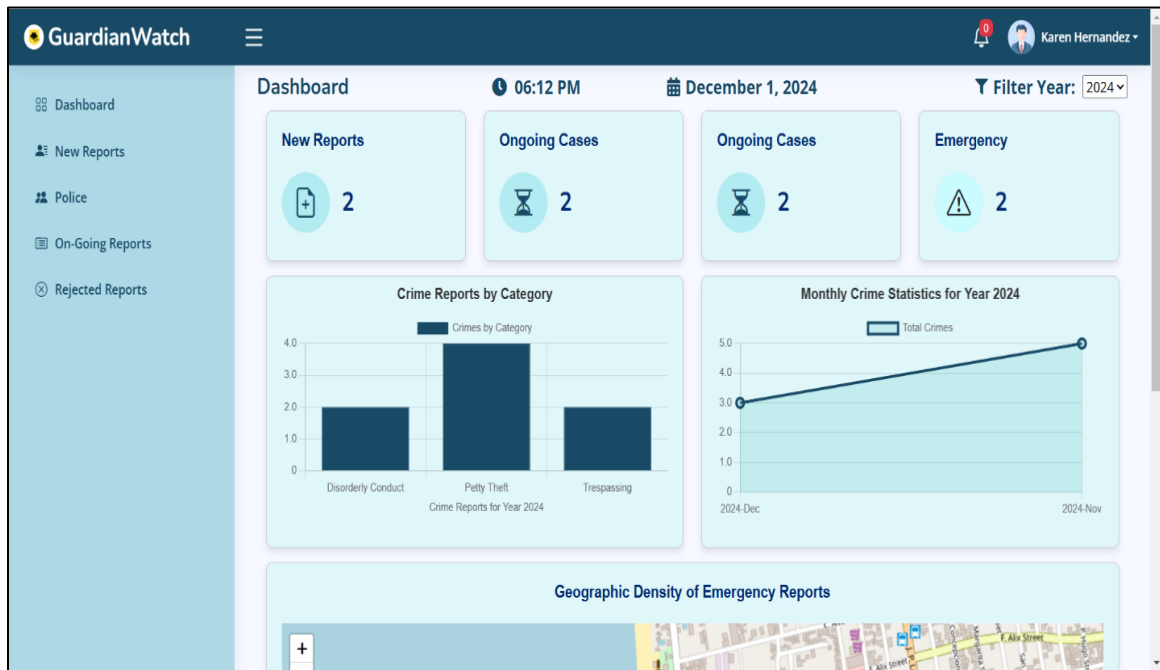 GuardianWatch
0
Karen Hernandez
Dashboard
New Reports
Police
On-Going Reports
Rejected Reports
Dashboard
06:12 PM
December 1, 2024
Filter Year: 2024
New Reports
2
Ongoing Cases
2
Ongoing Cases
2
Emergency
2
Crime Reports by Category
Crimes by Category
4.0
3.0
2.0
1.0
0
Disorderly Conduct Petty Theft Trespassing
Crime Reports for Year 2024
Monthly Crime Statistics for Year 2024
Total Crimes
5.0
4.0
3.0
2.0
1.0
0
2024-Dec 2024-Nov
Geographic Density of Emergency Reports
+
F. Alix Street
F. Alix Street